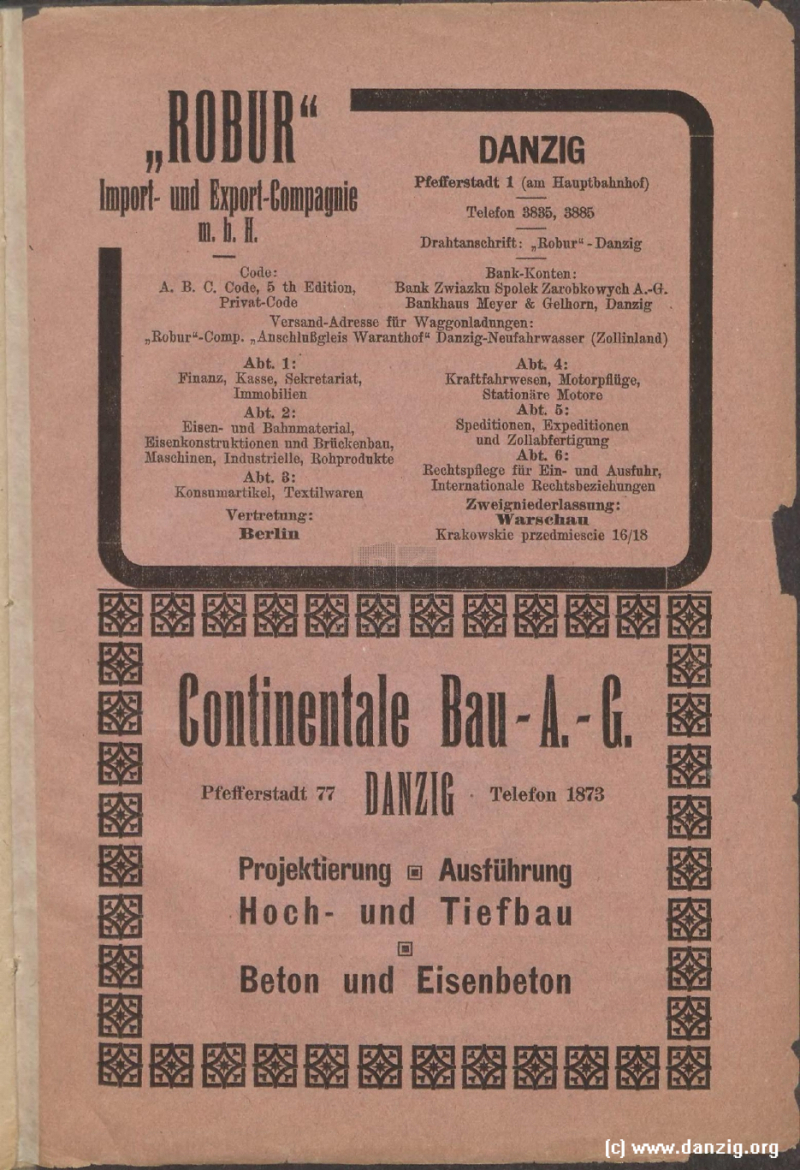 „ROBUR“
Import- und Export-Compagnie
m. b. H.
DANZIG
Pfefferstadt 1 (am Hauptbahnhof)
Telefon 3835, 3885
Drahtanschrift: „Robur“ - Danzig
Code:
A. B. C. Code, 5 th Edition,
Privat-Code
Bank-Konten:
Bank Zwiazku Spolek Zarobkowych A.-G.
Bankhaus Meyer & Gelhorn, Danzig
Versand-Adresse für Waggonladungen:
„Robur“-Comp. „Anschlußgleis Waranthof“ Danzig-Neufahrwasser (Zollinland)
Abt. 1:
Finanz, Kasse, Sekretariat,
Immobilien
Abt. 2:
Eisen- und Bahnmaterial,
Eisenkonstruktionen und Brückenbau,
Maschinen, Industrielle, Rohprodukte
Abt. 3:
Konsumartikel, Textilwaren
Vertretung:
Berlin
Abt. 4:
Kraftfahrwesen, Motorpflüge,
Stationäre Motore
Abt. 5:
Speditionen, Expeditionen
und Zollabfertigung
Abt. 6:
Rechtspflege für Ein- und Ausfuhr,
Internationale Rechtsbeziehungen
Zweigniederlassung:
Warschau
Krakowskie przedmiescie 16/18
Continentale Bau-A.-G.
Pfefferstadt 77 DANZIG · Telefon 1873
Projektierung Ausführung
Hoch- und Tiefbau
Beton und Eisenbeton
(c) www.danzig.org